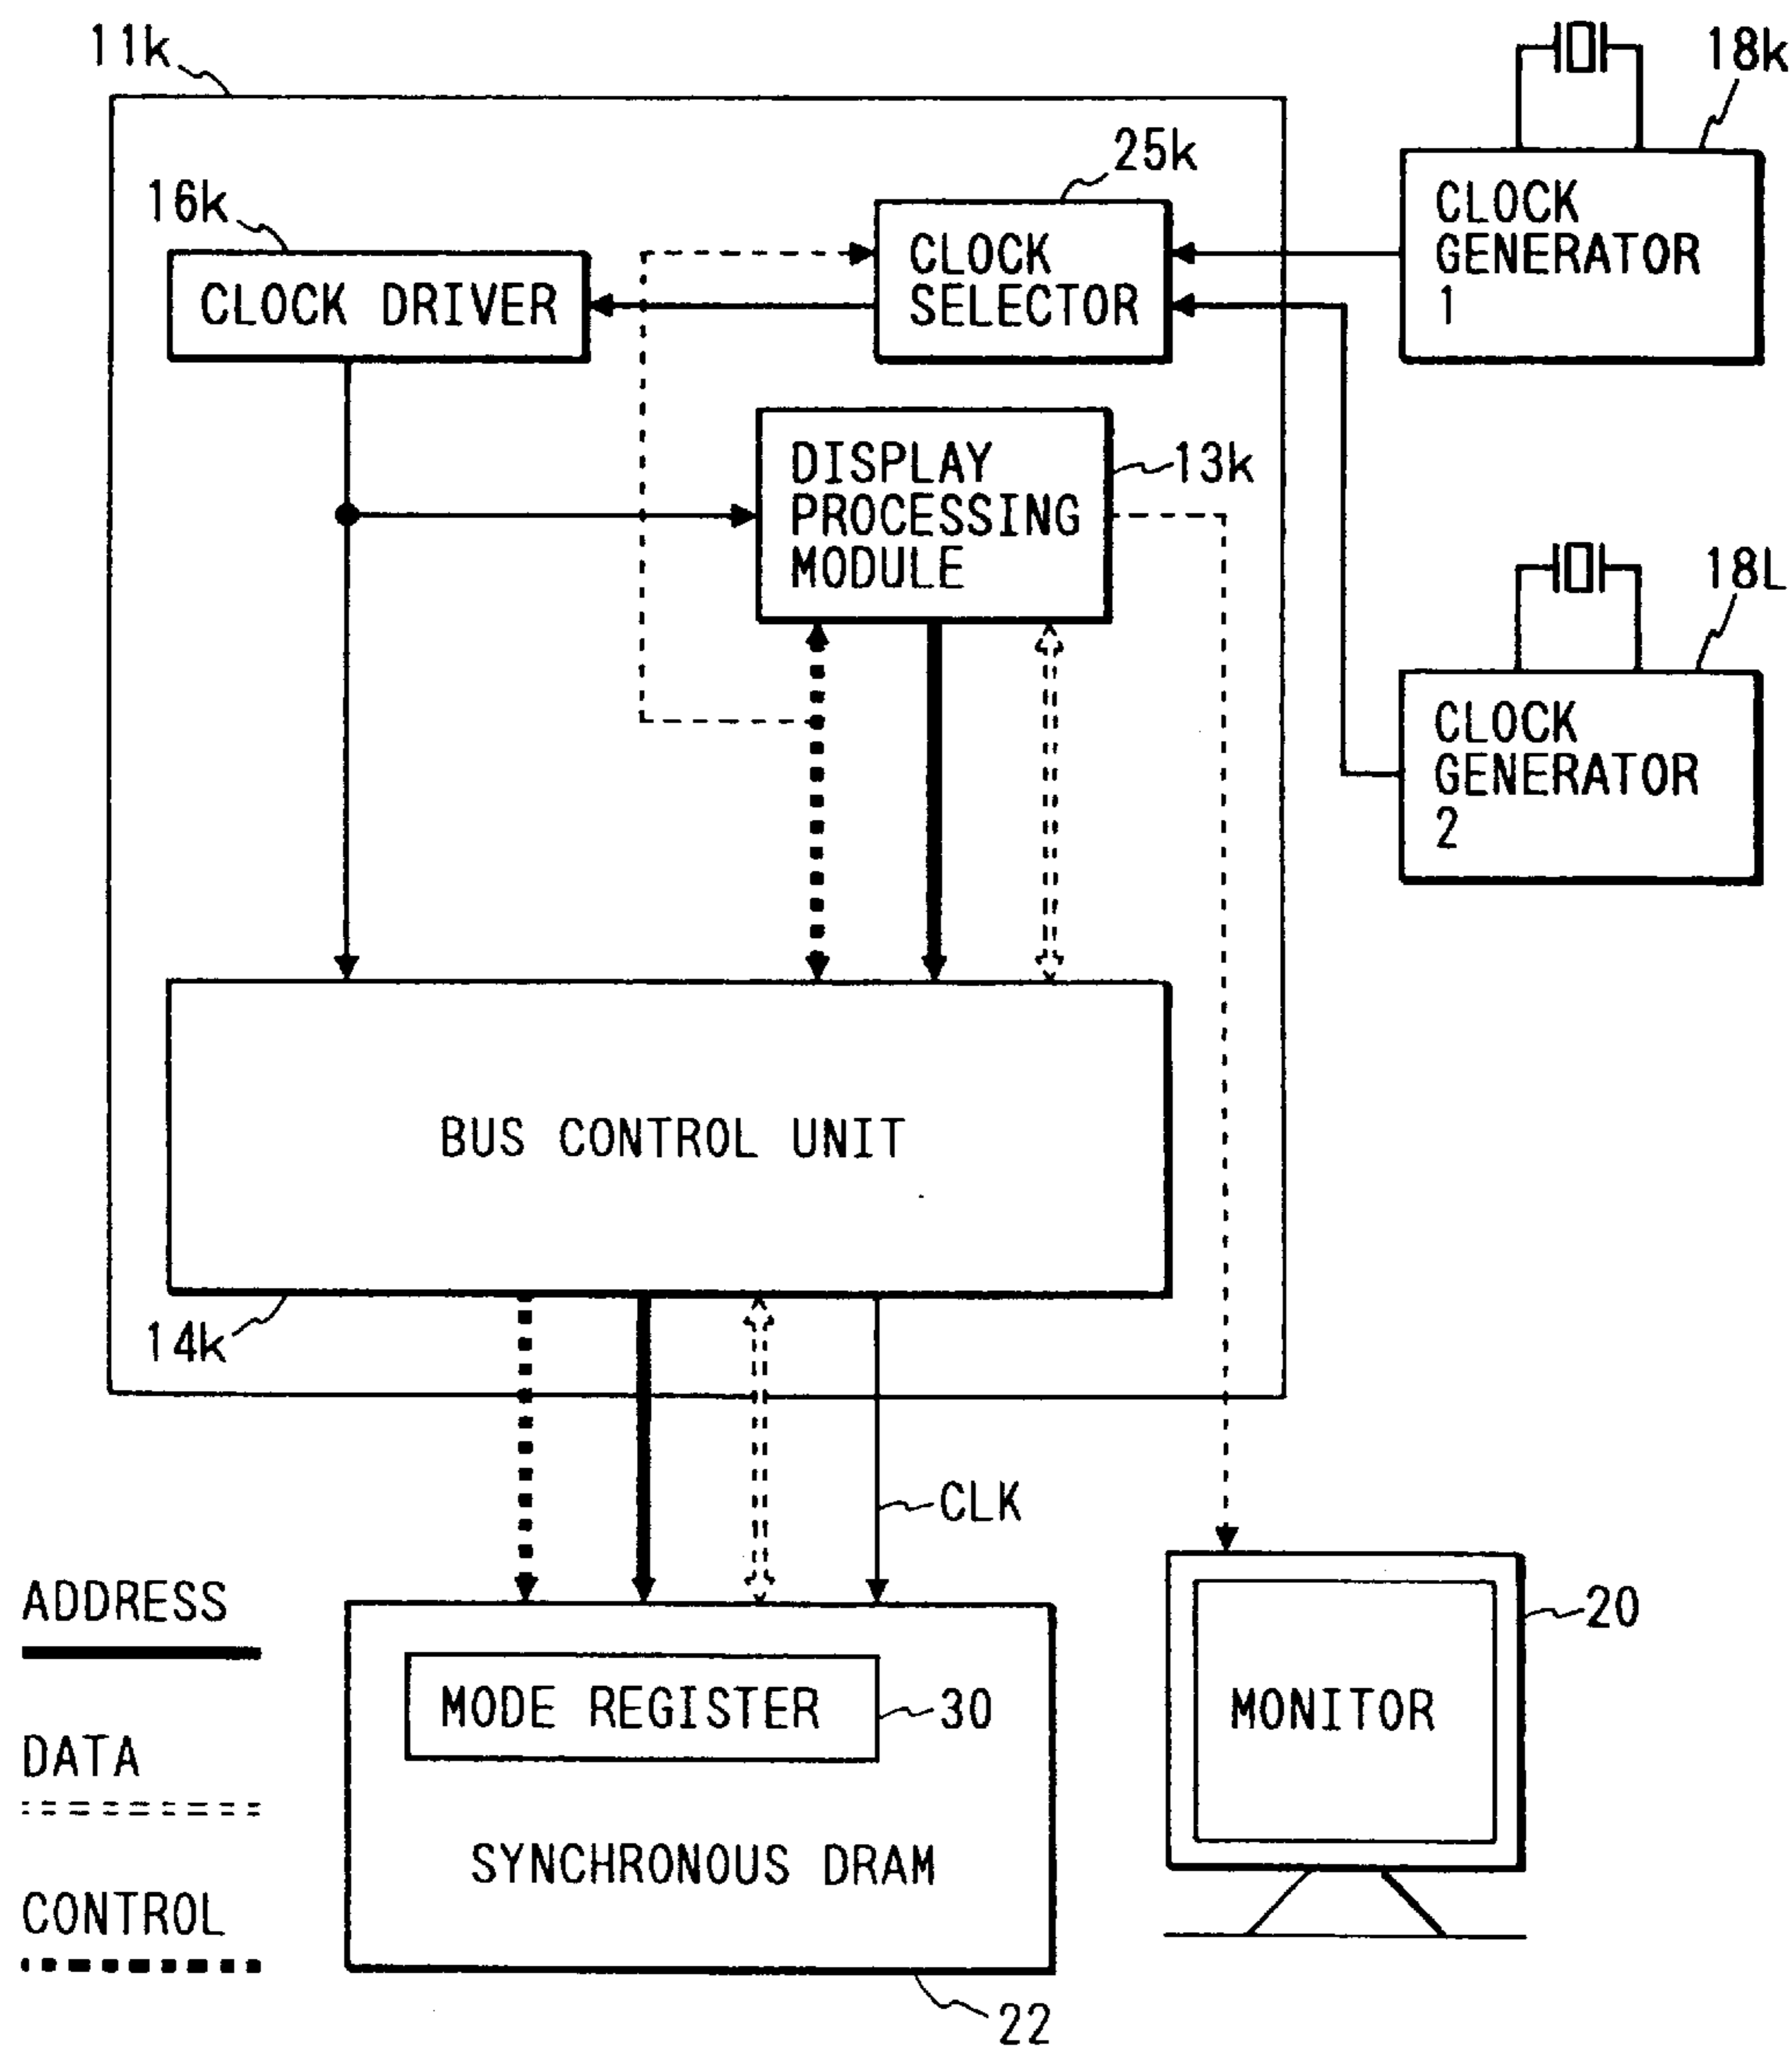 11k
18k
25k
16k
CLOCK
SELECTOR
CLOCK
GENERATOR
1
CLOCK DRIVER
DISPLAY
PROCESSING
MODULE
13k
18L
CLOCK
GENERATOR
2
BUS CONTROL UNIT
14k
CLK
ADDRESS
DATA
CONTROL
MODE REGISTER
30
SYNCHRONOUS DRAM
22
MONITOR
20